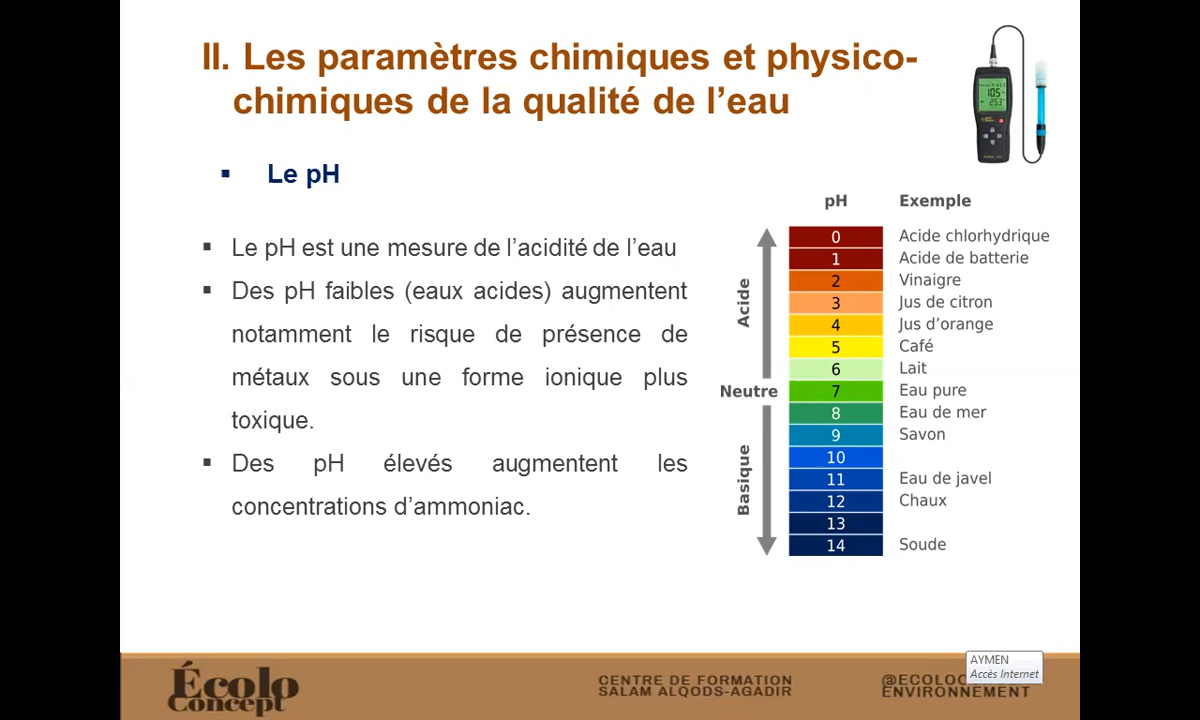 II. Les paramètres chimiques et physico-
chimiques de la qualité de l’eau
▪ Le pH
▪ Le pH est une mesure de l’acidité de l’eau
▪ Des pH faibles (eaux acides) augmentent
notamment le risque de présence de
métaux sous une forme ionique plus
toxique.
▪ Des pH élevés augmentent les
concentrations d’ammoniac.
pH Exemple
0 Acide chlorhydrique
1 Acide de batterie
2 Vinaigre
3 Jus de citron
4 Jus d’orange
5 Café
6 Lait
7 Eau pure
8 Eau de mer
9 Savon
10
11 Eau de javel
12 Chaux
13
14 Soude
Acide
Neutre
Basique
Écolo
Concept
CENTRE DE FORMATION
SALAM ALQODS-AGADIR
ENVIRONNEMENT
AYMEN
Accès Internet